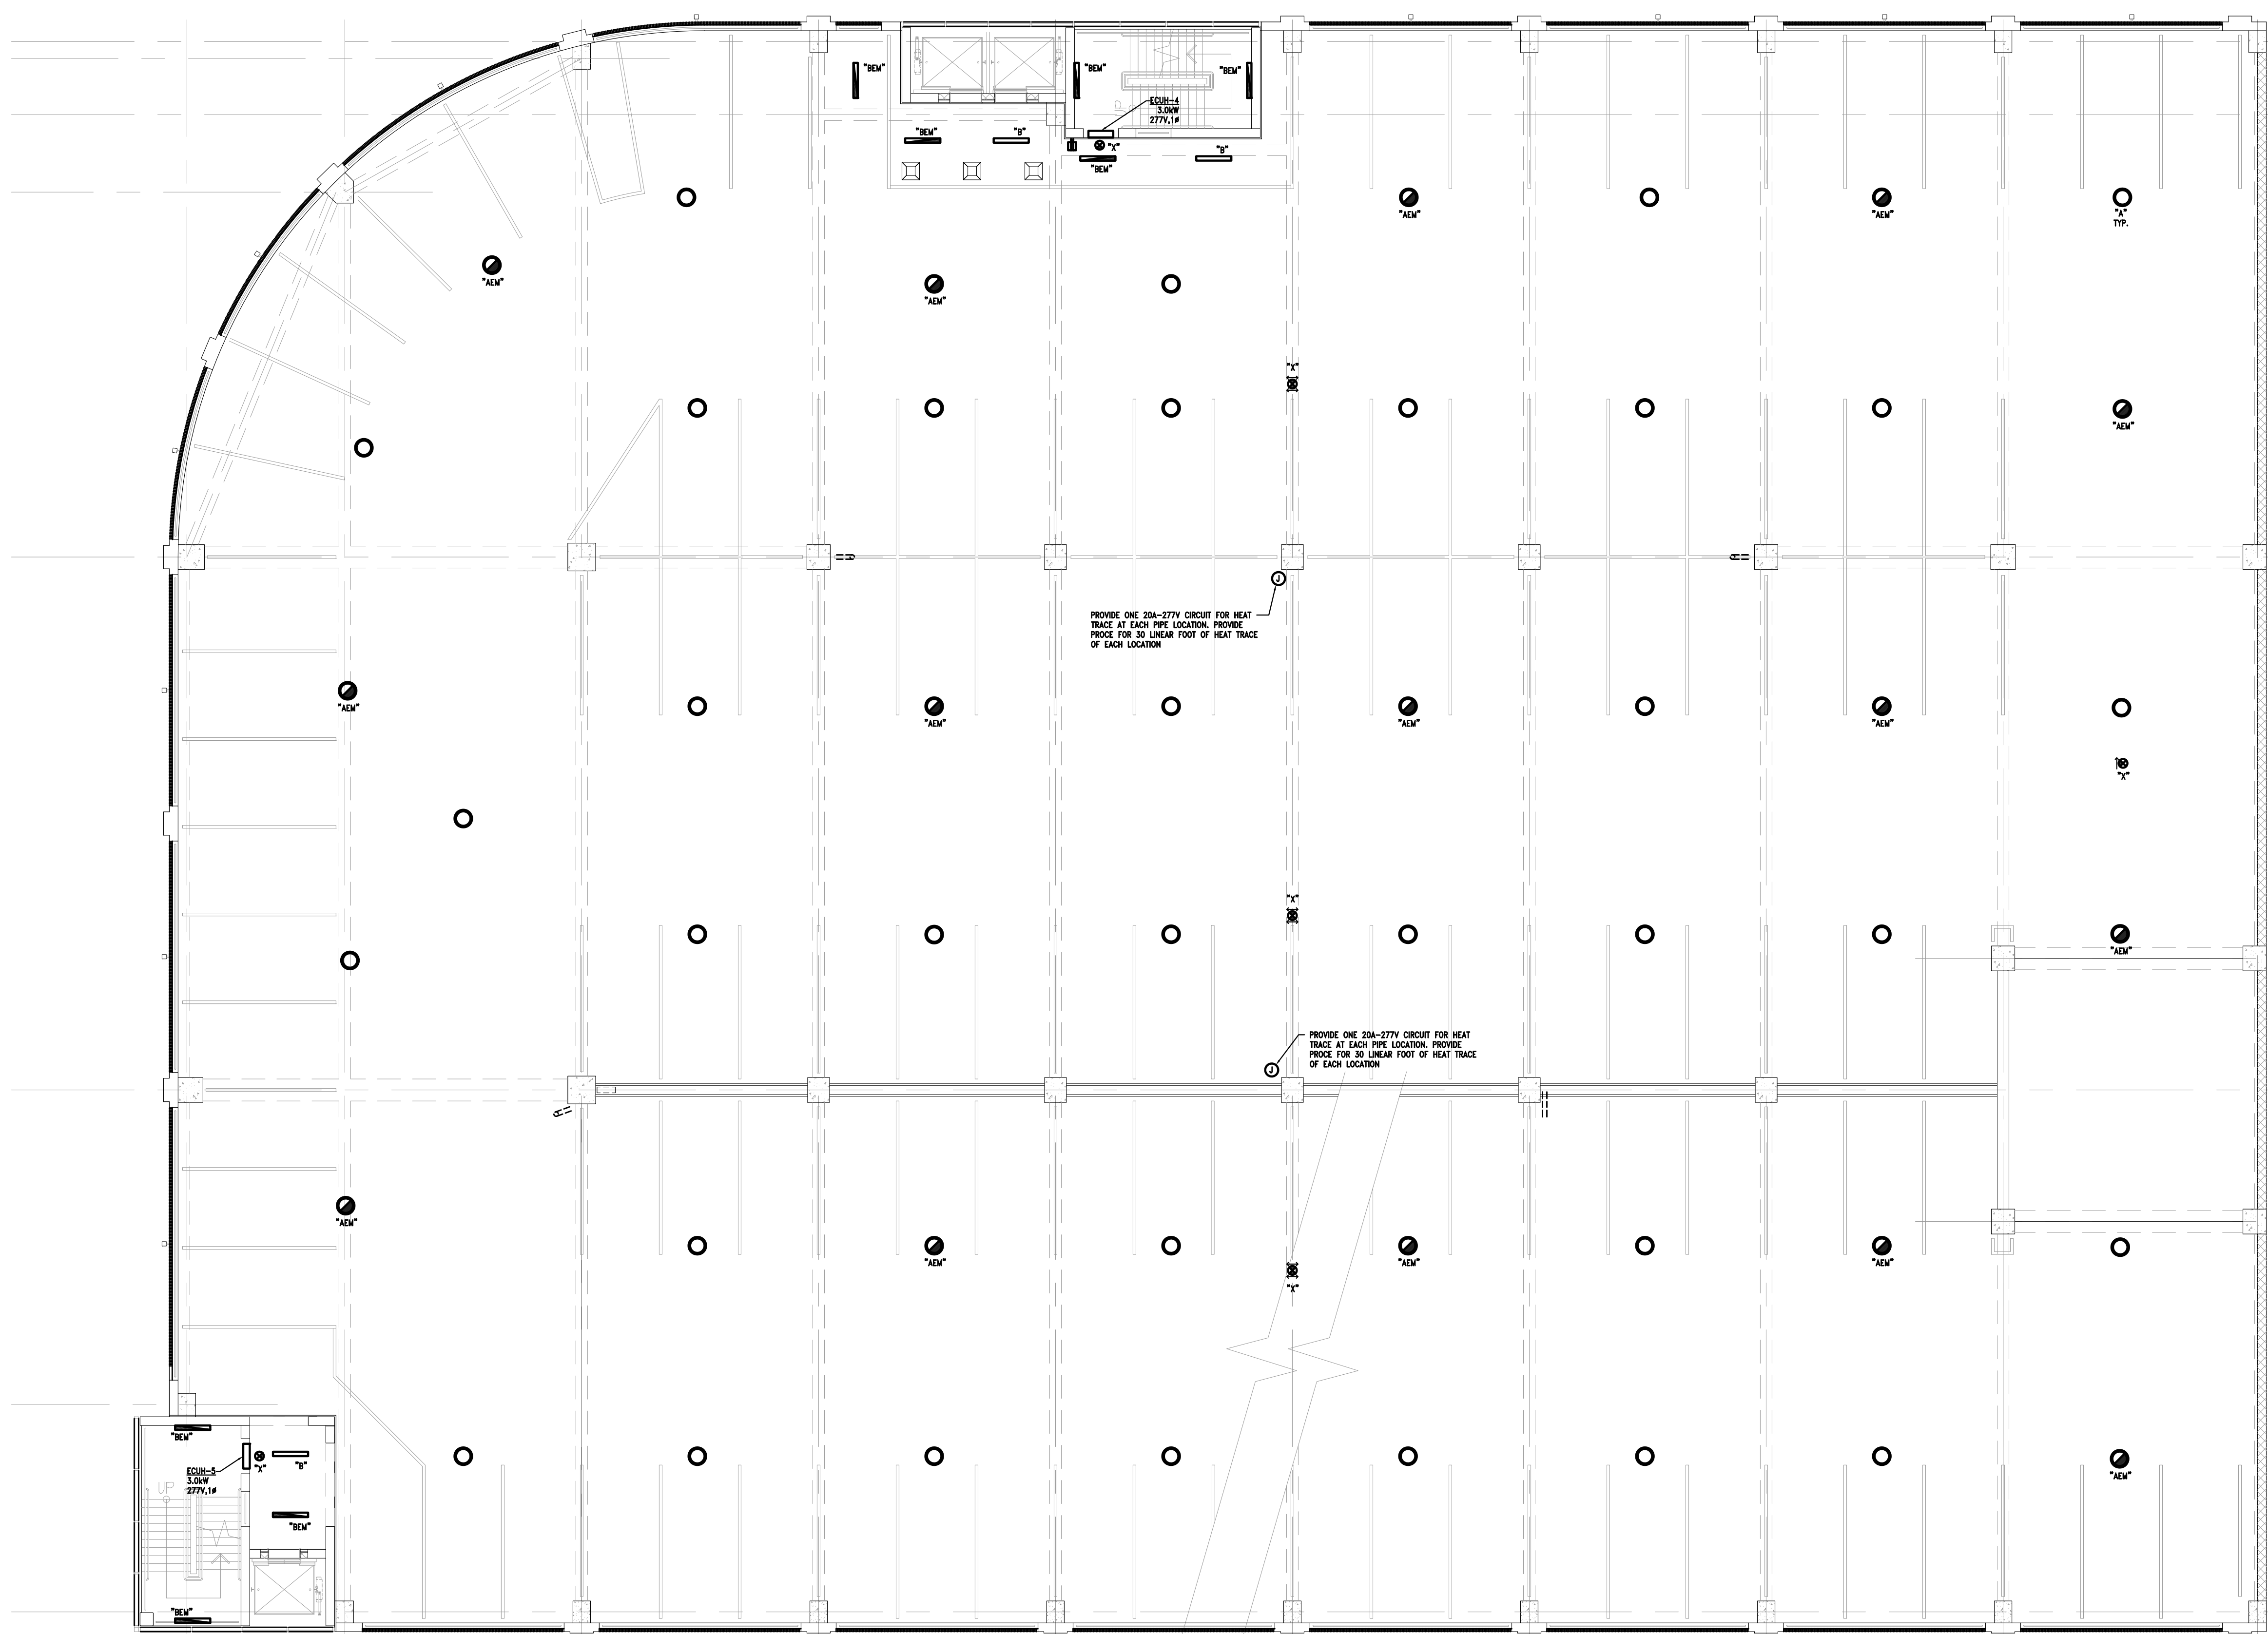 "BEM"
"BEM"
"BEM"
ECUH-4
3.0kW
277V,1ø
"BEM"
"B"
"X"
"B"
"BEM"
"AEM"
"AEM"
"A"
TYP.
"AEM"
"AEM"
"X"
"AEM"
J
PROVIDE ONE 20A-277V CIRCUIT FOR HEAT
TRACE AT EACH PIPE LOCATION. PROVIDE
PROCE FOR 30 LINEAR FOOT OF HEAT TRACE
OF EACH LOCATION
"AEM"
"AEM"
"AEM"
"AEM"
"X"
"X"
"AEM"
PROVIDE ONE 20A-277V CIRCUIT FOR HEAT
TRACE AT EACH PIPE LOCATION. PROVIDE
PROCE FOR 30 LINEAR FOOT OF HEAT TRACE
OF EACH LOCATION
J
"AEM"
"AEM"
"AEM"
"AEM"
"X"
"BEM"
"X"
"B"
ECUH-5
3.0kW
277V,1ø
UP
"AEM"
"BEM"
"BEM"